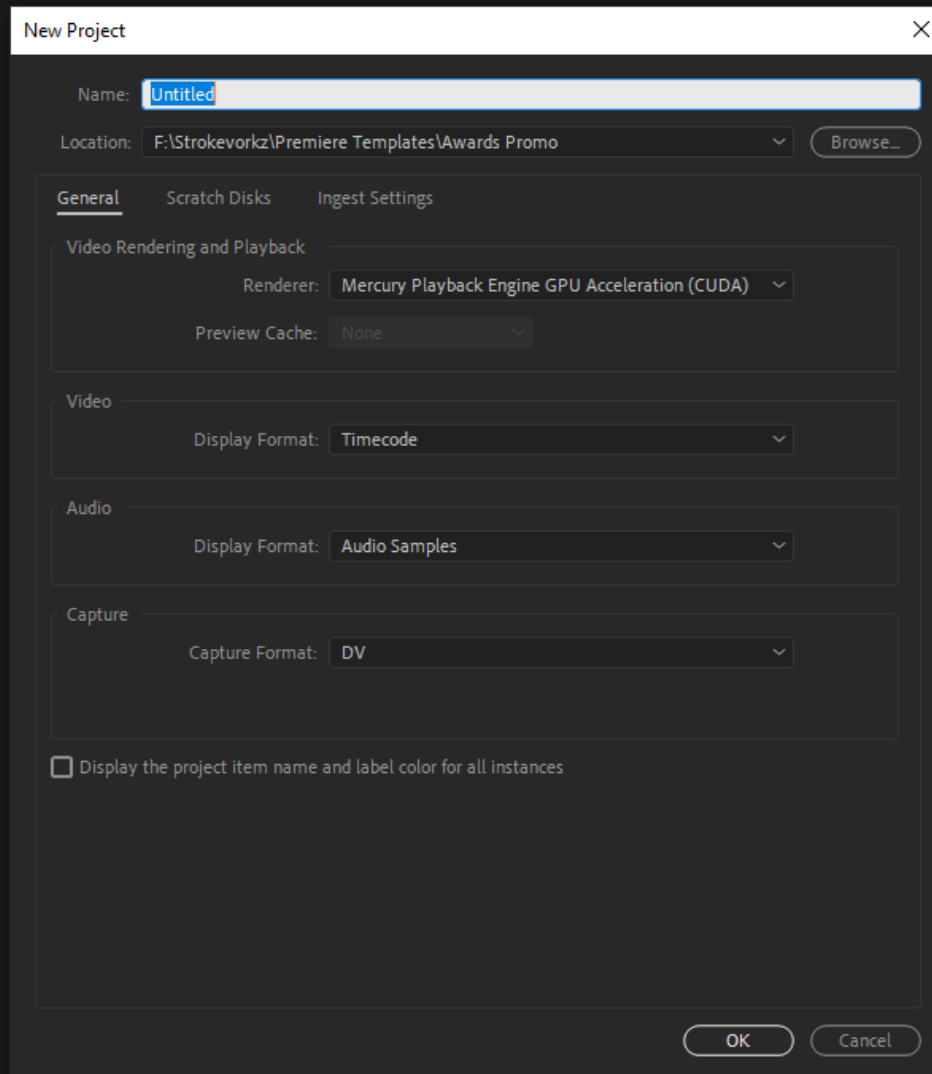 New Project
Name: Untitled
Location: F:\Strokevorkz\Premiere Templates\Awards Promo Browse...
General Scratch Disks Ingest Settings
Video Rendering and Playback
Renderer: Mercury Playback Engine GPU Acceleration (CUDA)
Preview Cache: None
Video
Display Format: Timecode
Audio
Display Format: Audio Samples
Capture
Capture Format: DV
Display the project item name and label color for all instances
OK Cancel